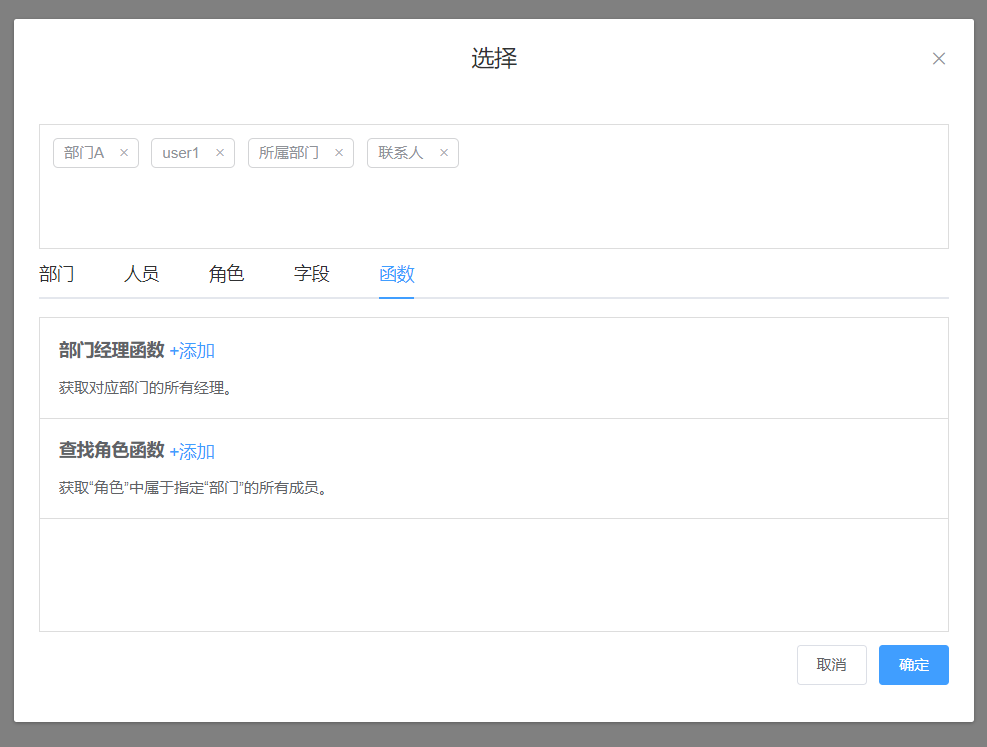 选择
部门A × user1 × 所属部门 × 联系人 ×
部门 人员 角色 字段 函数
部门经理函数 +添加
获取对应部门的所有经理。
查找角色函数 +添加
获取“角色”中属于指定“部门”的所有成员。
取消 确定